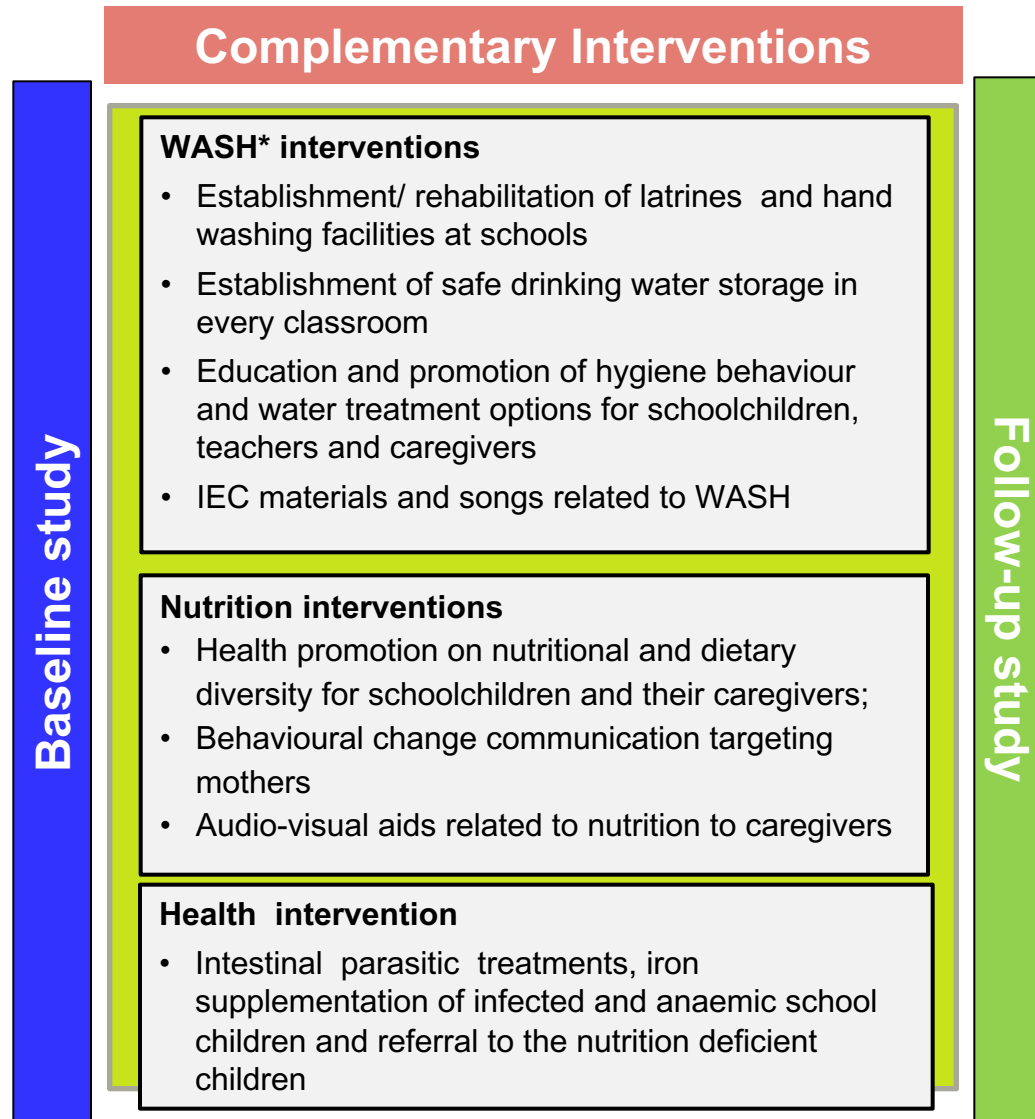 Complementary Interventions
Baseline study
WASH* interventions
• Establishment/ rehabilitation of latrines  and hand
washing facilities at schools
• Establishment of safe drinking water storage in
every classroom
• Education and promotion of hygiene behaviour
and water treatment options for schoolchildren,
teachers and caregivers
• IEC materials and songs related to WASH
Nutrition interventions
• Health promotion on nutritional and dietary
diversity for schoolchildren and their caregivers;
• Behavioural change communication targeting
mothers
• Audio-visual aids related to nutrition to caregivers
Health  intervention
• Intestinal  parasitic  treatments, iron
supplementation of infected and anaemic school
children and referral to the nutrition deficient
children
Follow-up study